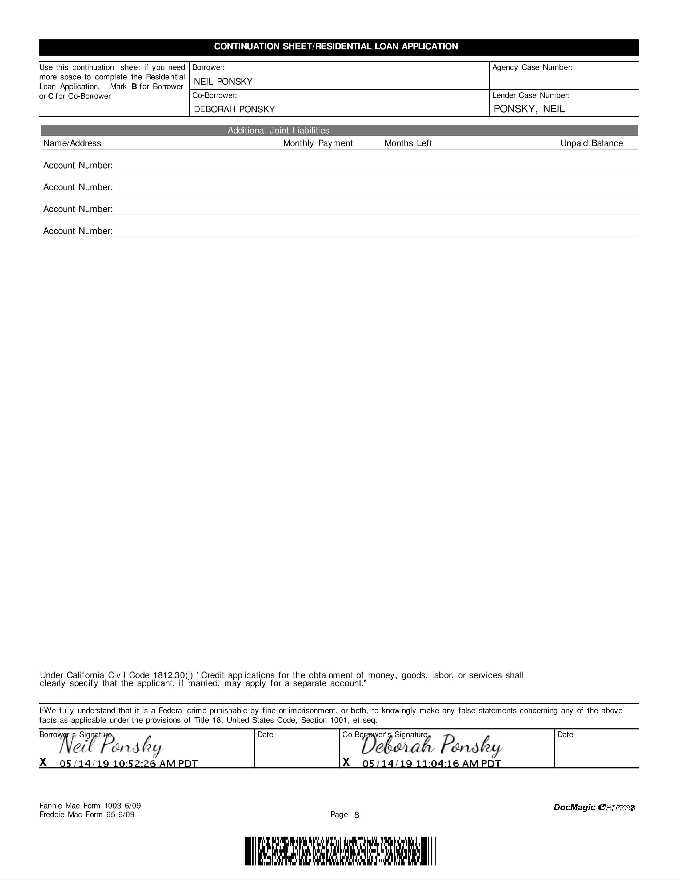 CONTINUATION SHEET/RESIDENTIAL LOAN APPLICATION
Use this continuation sheet if you need more space to complete the Residential Loan Application. Mark B for Borrower or C for Co-Borrower
Borrower:
NEIL PONSKY
Agency Case Number:
Co-Borrower:
DEBORAH PONSKY
Lender Case Number:
PONSKY, NEIL
Additional Joint Liabilities
Name/Address Monthly Payment Months Left Unpaid Balance
Account Number:
Account Number:
Account Number:
Account Number:
Under California Civil Code 1812.30(j) "Credit applications for the obtainment of money, goods, labor, or services shall
clearly specify that the applicant, if married, may apply for a separate account."
I/We fully understand that it is a Federal crime punishable by fine or imprisonment, or both, to knowingly make any false statements concerning any of the above
facts as applicable under the provisions of Title 18, United States Code, Section 1001, et seq.
Borrower's Signature Date Co-Borrower's Signature Date
Neil Ponsky Deborah Ponsky
X 05/14/19 10:52:26 AM PDT X 05/14/19 11:04:16 AM PDT
Fannie Mae Form 1003 6/09
Freddie Mac Form 65 6/09
Page 8
DocMagic